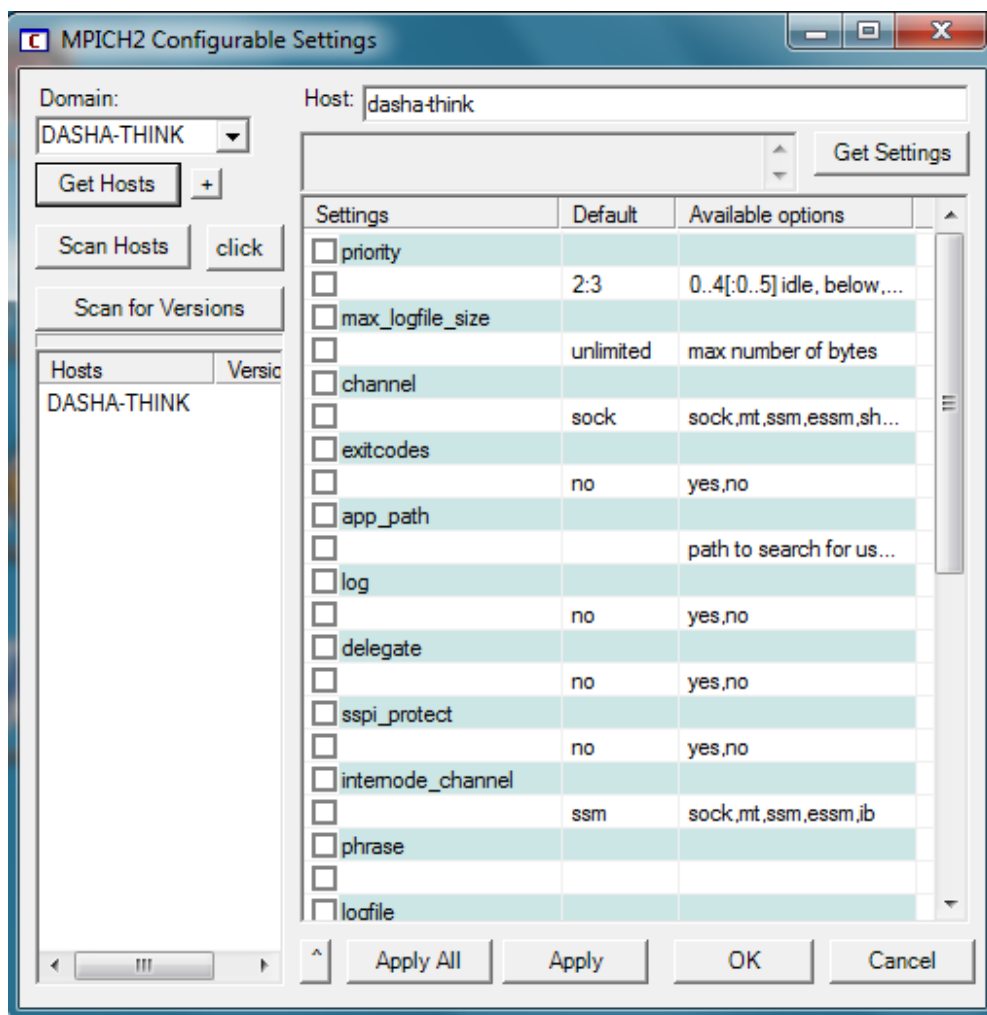 MPICH2 Configurable Settings
Domain:
DASHA-THINK
Get Hosts +
Scan Hosts click
Scan for Versions
Hosts Versio
DASHA-THINK
Host: dasha-think
Get Settings
Settings Default Available options
priority
2:3 0..4[:0..5] idle, below,...
max_logfile_size
unlimited max number of bytes
channel
sock sock,mt,ssm,essm,sh...
exitcodes
no yes,no
app_path
path to search for us...
log
no yes,no
delegate
no yes,no
sspi_protect
no yes,no
internode_channel
ssm sock,mt,ssm,essm,ib
phrase
logfile
^ Apply All Apply OK Cancel